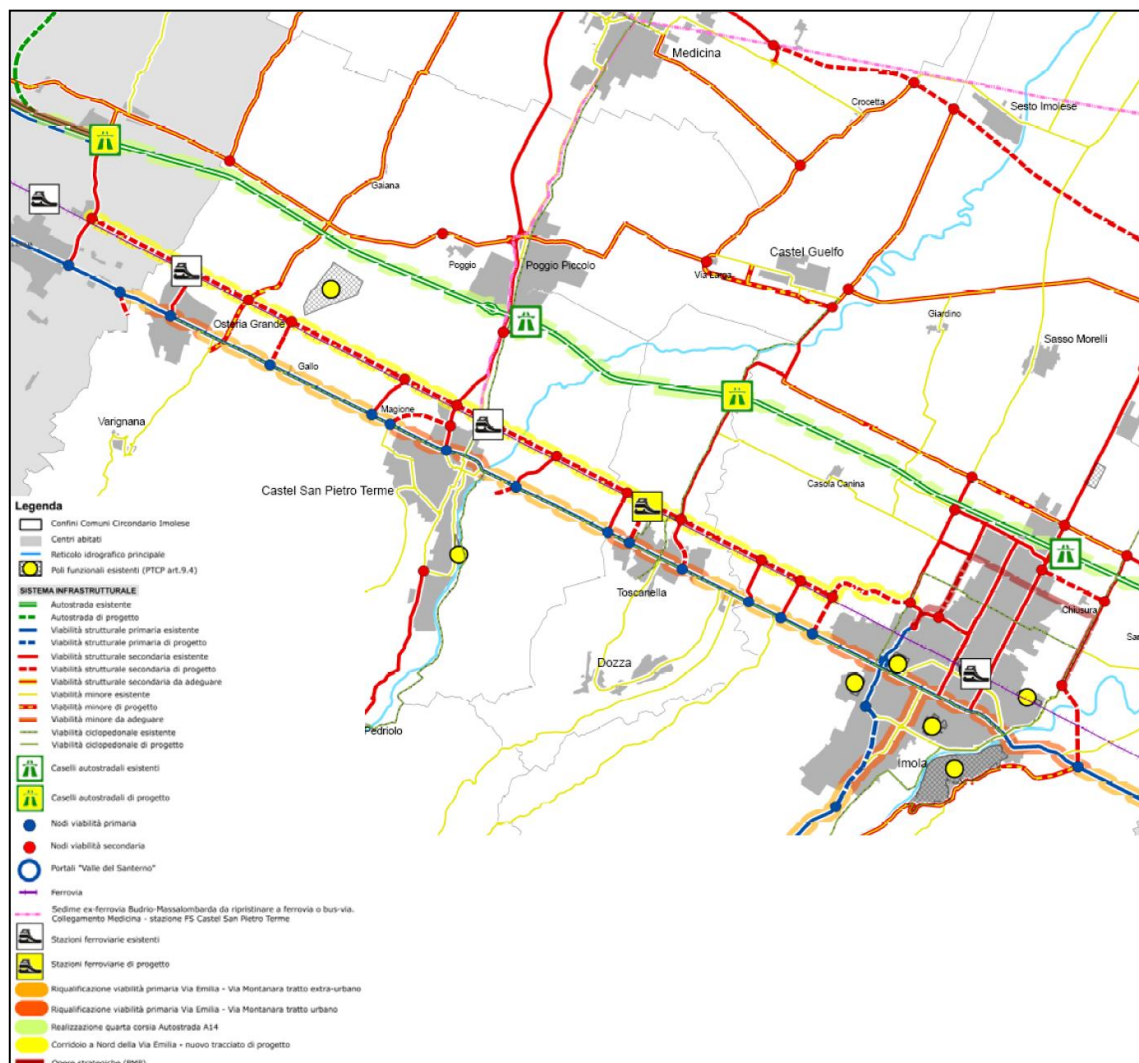 Medicina
Crocetta
Sesto Imolese
Gaiana
Poggio
Poggio Piccolo
Castel Guelfo
Via Larga
Giardino
Sasso Morelli
Osteria Grande
Gallo
Magione
Varignana
Castel San Pietro Terme
Casola Canina
Toscanella
Chiusura
Dozza
Pedriolo
Imola
Legenda
Confini Comuni Circondario Imolese
Centri abitati
Reticolo idrografico principale
Poli funzionali esistenti (PTCP art.9.4)
SISTEMA INFRASTRUTTURALE
Autostrada esistente
Autostrada di progetto
Viabilità strutturale primaria esistente
Viabilità strutturale primaria di progetto
Viabilità strutturale secondaria esistente
Viabilità strutturale secondaria di progetto
Viabilità strutturale secondaria da adeguare
Viabilità minore esistente
Viabilità minore di progetto
Viabilità minore da adeguare
Viabilità ciclopedonale esistente
Viabilità ciclopedonale di progetto
Caselli autostradali esistenti
Caselli autostradali di progetto
Nodi viabilità primaria
Nodi viabilità secondaria
Portali "Valle del Santerno"
Ferrovia
Sedime ex-ferrovia Budrio-Massalombarda da ripristinare a ferrovia o bus-via.
Collegamento Medicina - stazione FS Castel San Pietro Terme
Stazioni ferroviarie esistenti
Stazioni ferroviarie di progetto
Riqualificazione viabilità primaria Via Emilia - Via Montanara tratto extra-urbano
Riqualificazione viabilità primaria Via Emilia - Via Montanara tratto urbano
Realizzazione quarta corsia Autostrada A14
Corridoio a Nord della Via Emilia - nuovo tracciato di progetto